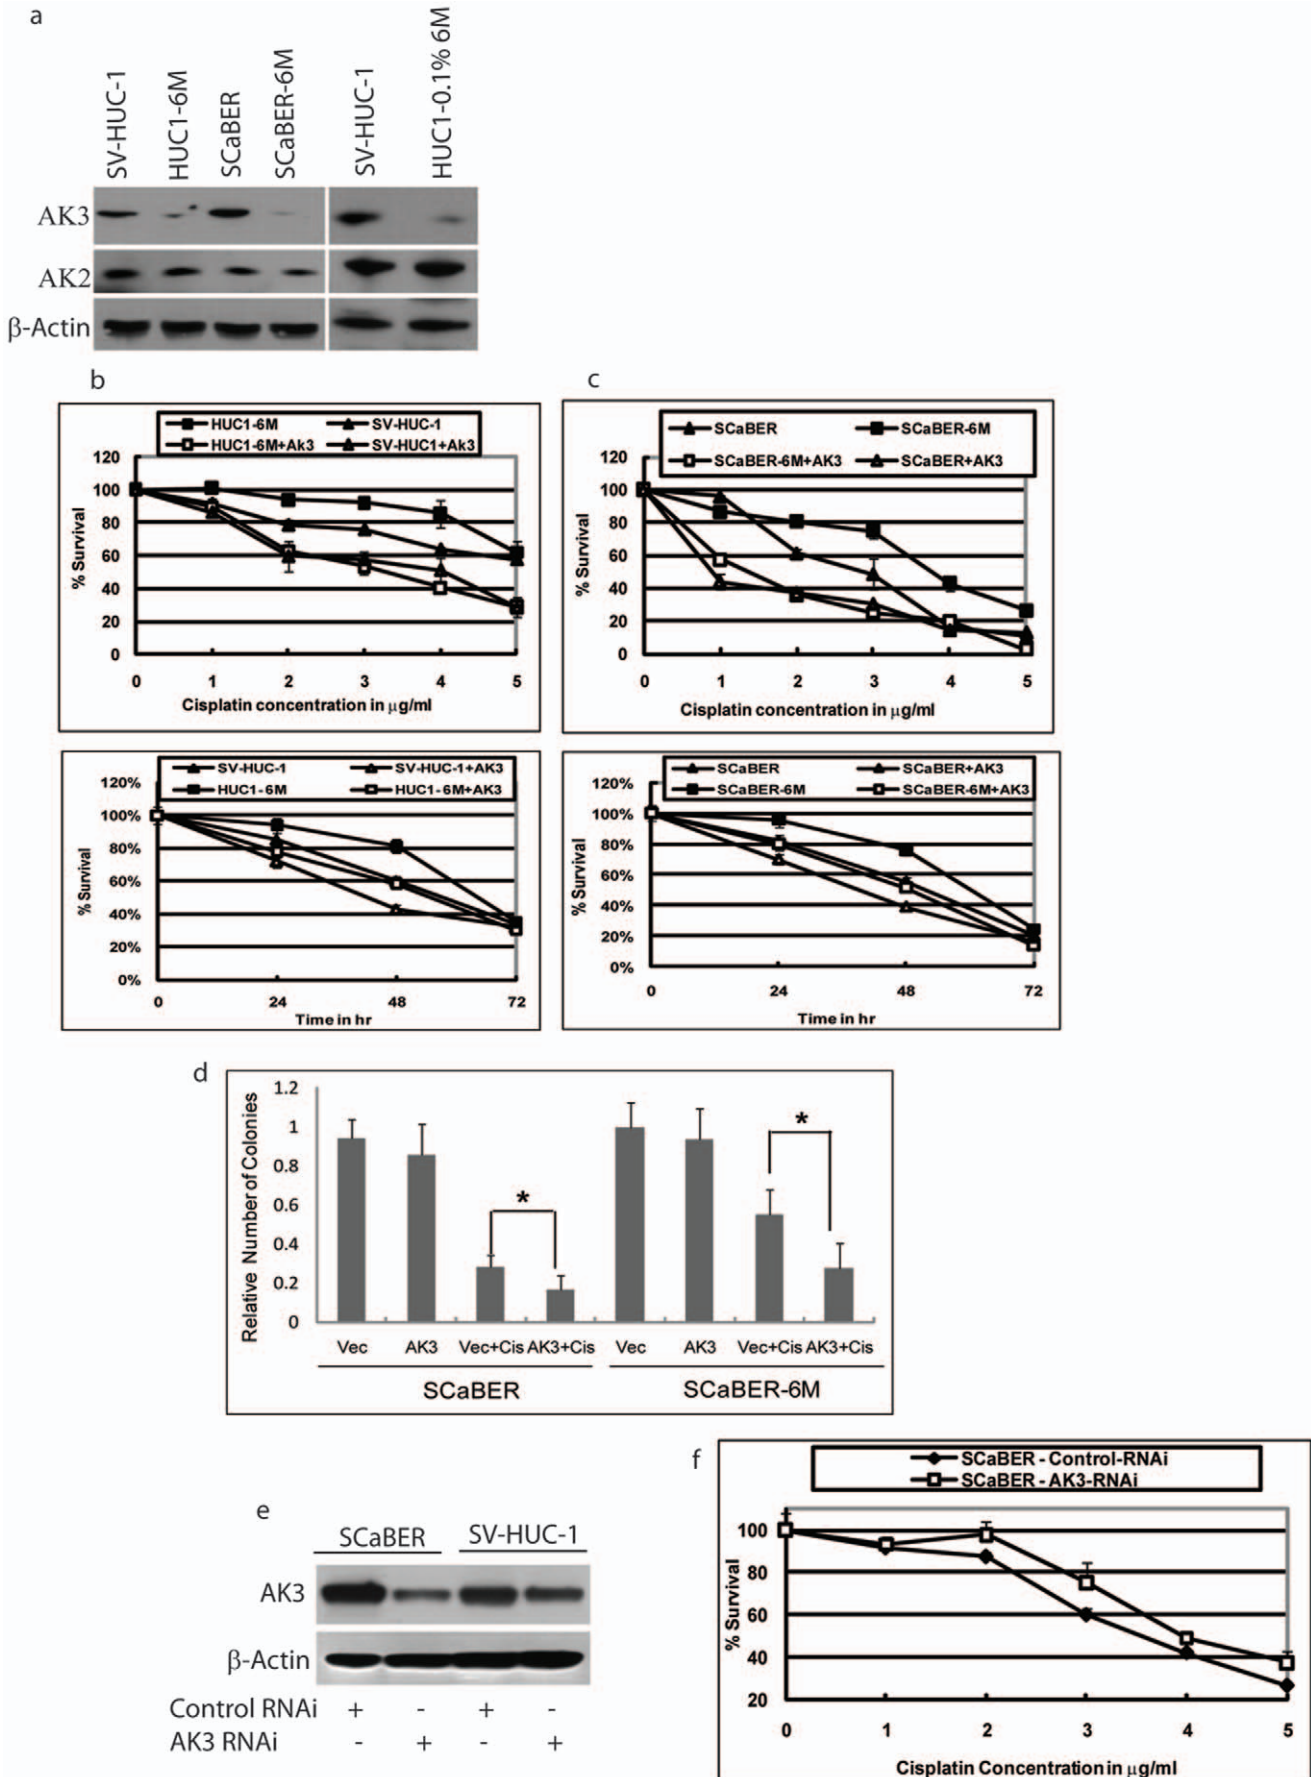 a
SV-HUC-1
HUC1-6M
SCaBER
SCaBER-6M
SV-HUC-1
HUC1-0.1% 6M
AK3
AK2
β-Actin
b
HUC1-6M SV-HUC-1
HUC1-6M+Ak3 SV-HUC1+Ak3
120
100
80
60
40
20
0
% Survival
0 1 2 3 4 5
Cisplatin concentration in μg/ml
c
SCaBER SCaBER-6M
SCaBER-6M+AK3 SCaBER+AK3
120
100
80
60
40
20
0
% Survival
0 1 2 3 4 5
Cisplatin concentration in μg/ml
SV-HUC-1 SV-HUC-1+AK3
HUC1-6M HUC1-6M+AK3
120%
100%
80%
60%
40%
20%
0%
% Survival
0 24 48 72
Time in hr
SCaBER SCaBER+AK3
SCaBER-6M SCaBER-6M+AK3
120%
100%
80%
60%
40%
20%
0%
% Survival
0 24 48 72
Time in hr
d
1.2
1
0.8
0.6
0.4
0.2
0
Relative Number of Colonies
* *
Vec AK3 Vec+Cis AK3+Cis Vec AK3 Vec+Cis AK3+Cis
SCaBER SCaBER-6M
e
SCaBER SV-HUC-1
AK3
β-Actin
Control RNAi + - + -
AK3 RNAi - + - +
f
SCaBER - Control-RNAi
SCaBER - AK3-RNAi
100
80
60
40
20
% Survival
0 1 2 3 4 5
Cisplatin Concentration in μg/ml